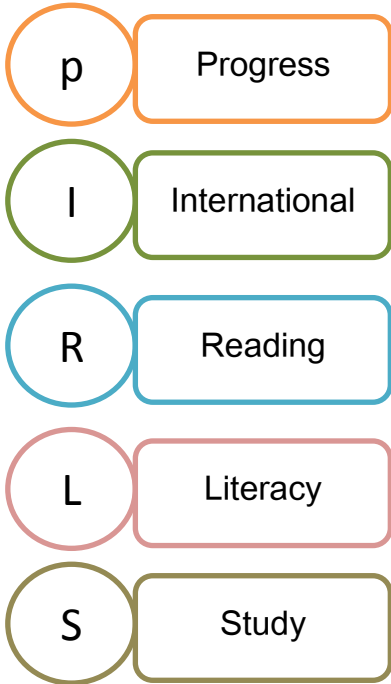 p Progress
I International
R Reading
L Literacy
S Study